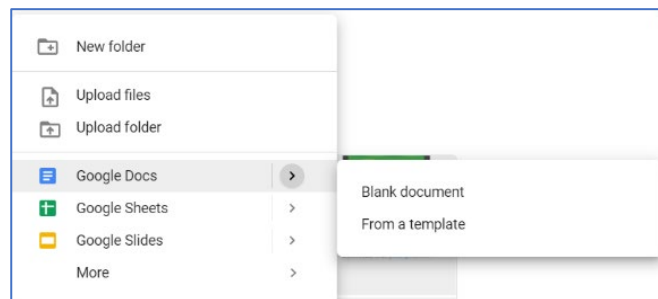 New folder
Upload files
Upload folder
Google Docs
Blank document
From a template
Google Sheets
Google Slides
More